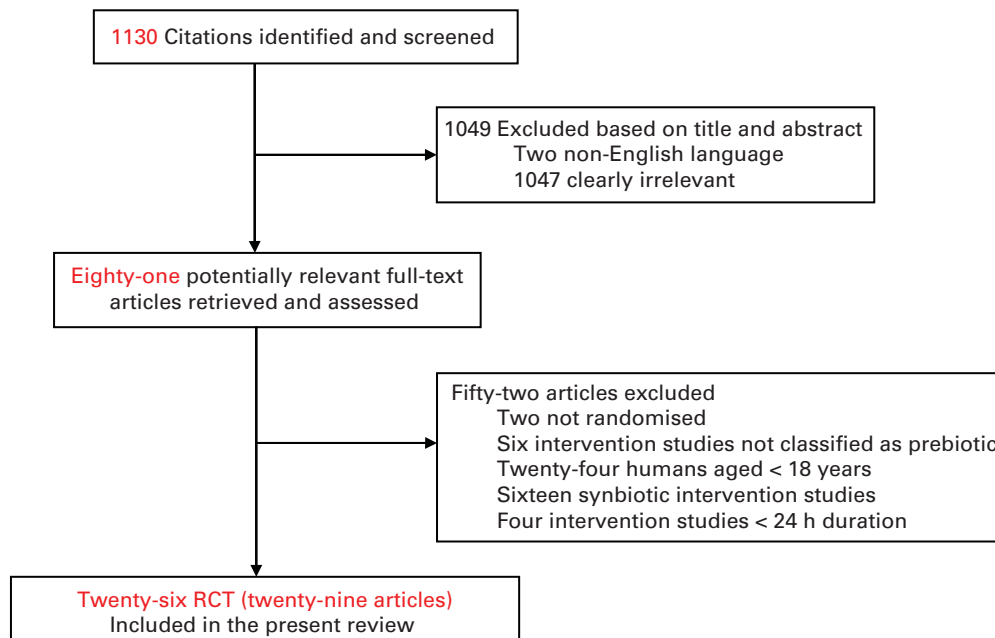 1130 Citations identified and screened
1049 Excluded based on title and abstract
Two non-English language
1047 clearly irrelevant
Eighty-one potentially relevant full-text
articles retrieved and assessed
Fifty-two articles excluded
Two not randomised
Six intervention studies not classified as prebiotic
Twenty-four humans aged < 18 years
Sixteen synbiotic intervention studies
Four intervention studies < 24 h duration
Twenty-six RCT (twenty-nine articles)
Included in the present review